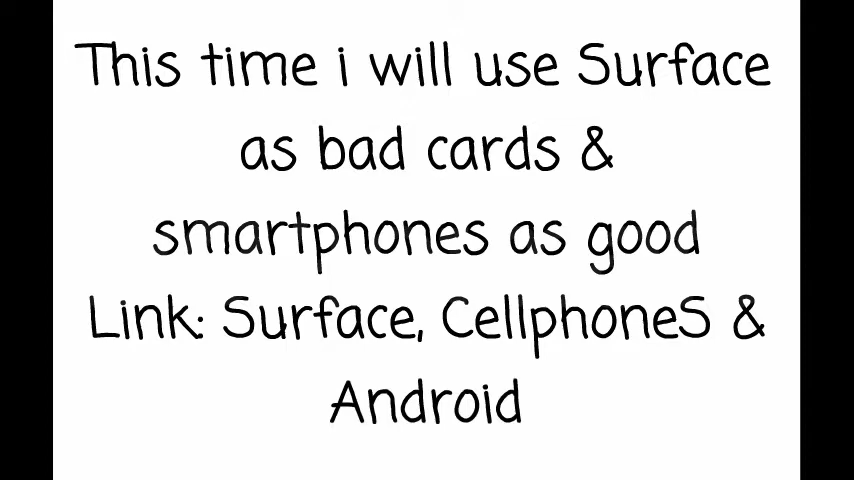 This time i will use Surface
as bad cards &
smartphones as good
Link: Surface, CellphoneS &
Android